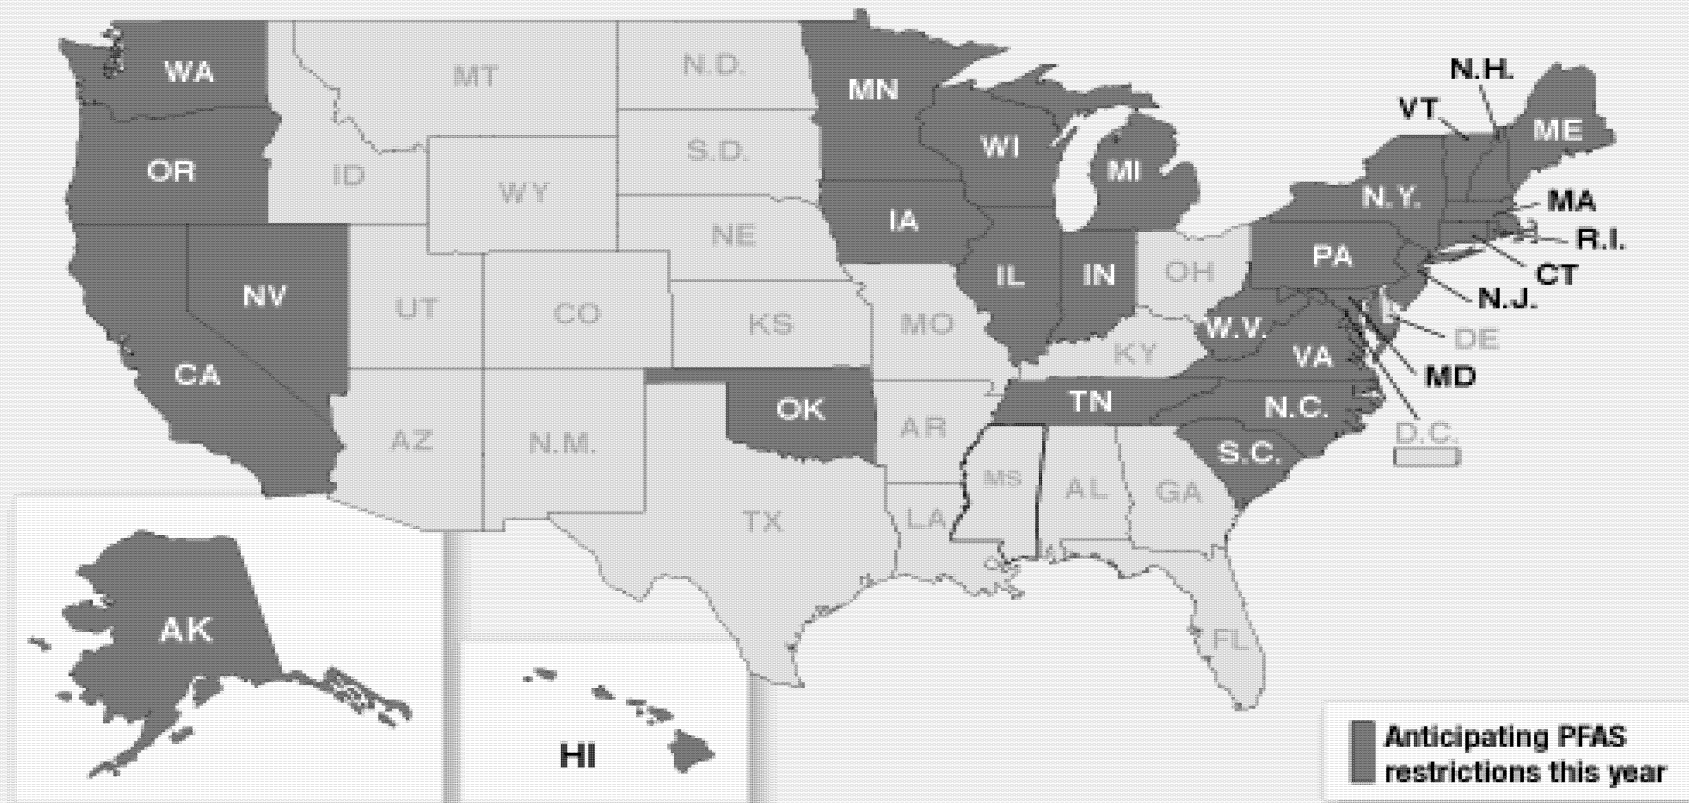 N.H.
WA
MT
N.D.
MN
VT
ME
OR
ID
WY
S.D.
WI
MI
N.Y.
MA
NE
IA
R.I.
NV
UT
CO
KS
MO
IL
IN
OH
PA
CT
N.J.
CA
KY
W.V.
VA
DE
MD
AZ
N.M.
OK
AR
TN
N.C.
S.C.
D.C.
TX
LA
MS
AL
GA
FL
AK
HI
Anticipating PFAS
restrictions this year